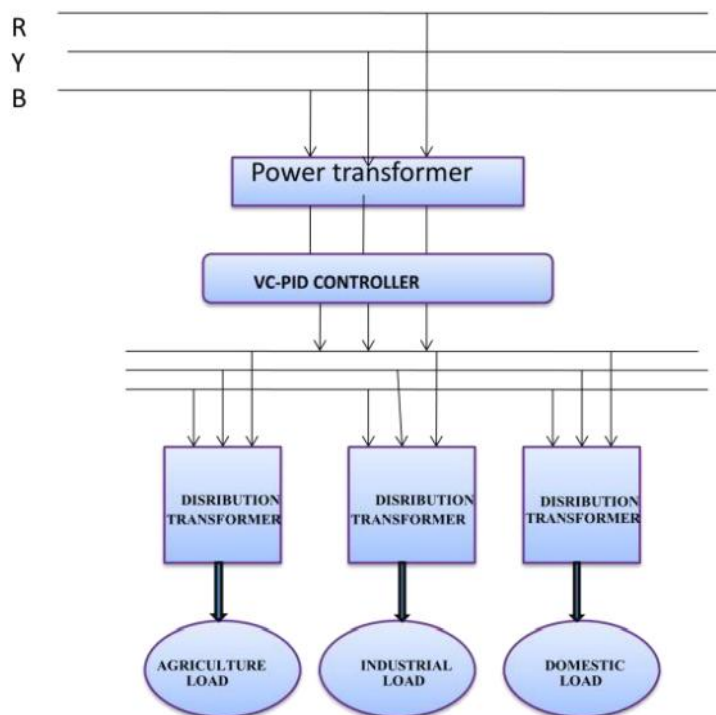 R
Y
B
Power transformer
VC-PID CONTROLLER
DISRIBUTION
TRANSFORMER
DISRIBUTION
TRANSFORMER
DISRIBUTION
TRANSFORMER
AGRICULTURE
LOAD
INDUSTRIAL
LOAD
DOMESTIC
LOAD